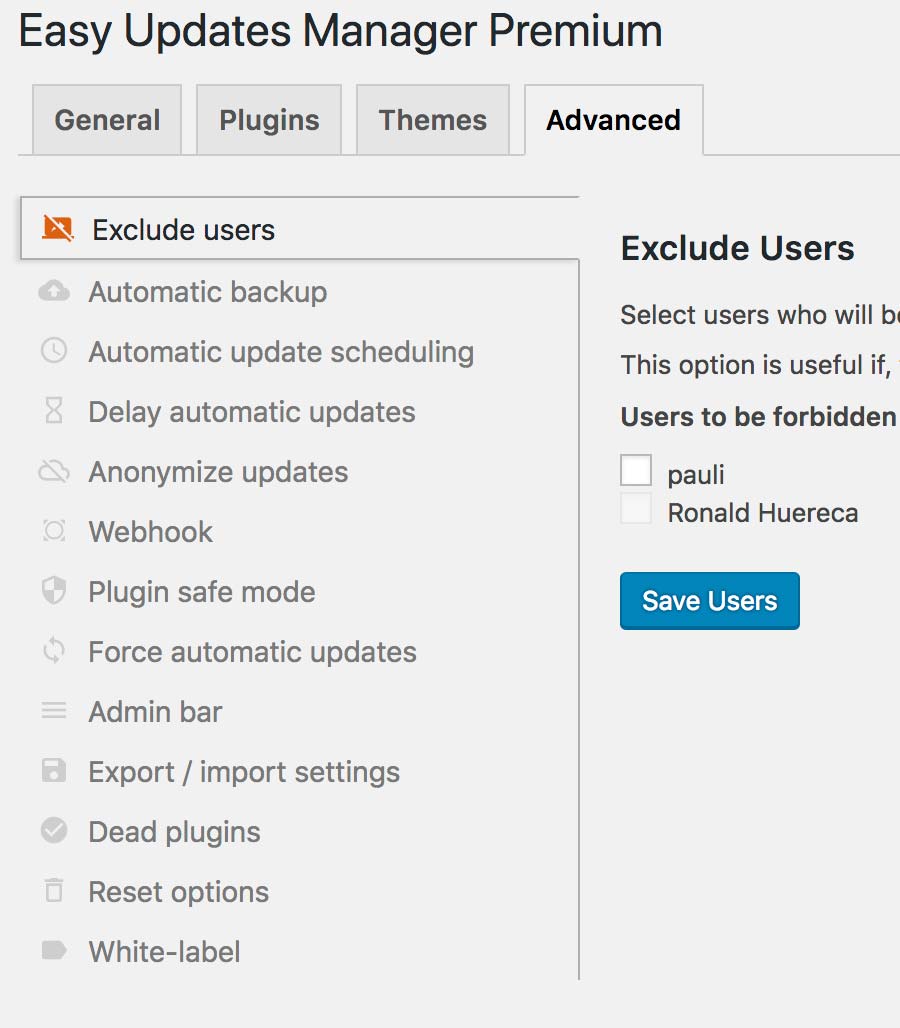 Easy Updates Manager Premium
General
Plugins
Themes
Advanced
Exclude users
Automatic backup
Automatic update scheduling
Delay automatic updates
Anonymize updates
Webhook
Plugin safe mode
Force automatic updates
Admin bar
Export / import settings
Dead plugins
Reset options
White-label
Exclude Users
Select users who will
This option is useful if,
Users to be forbidden
pauli
Ronald Huereca
Save Users